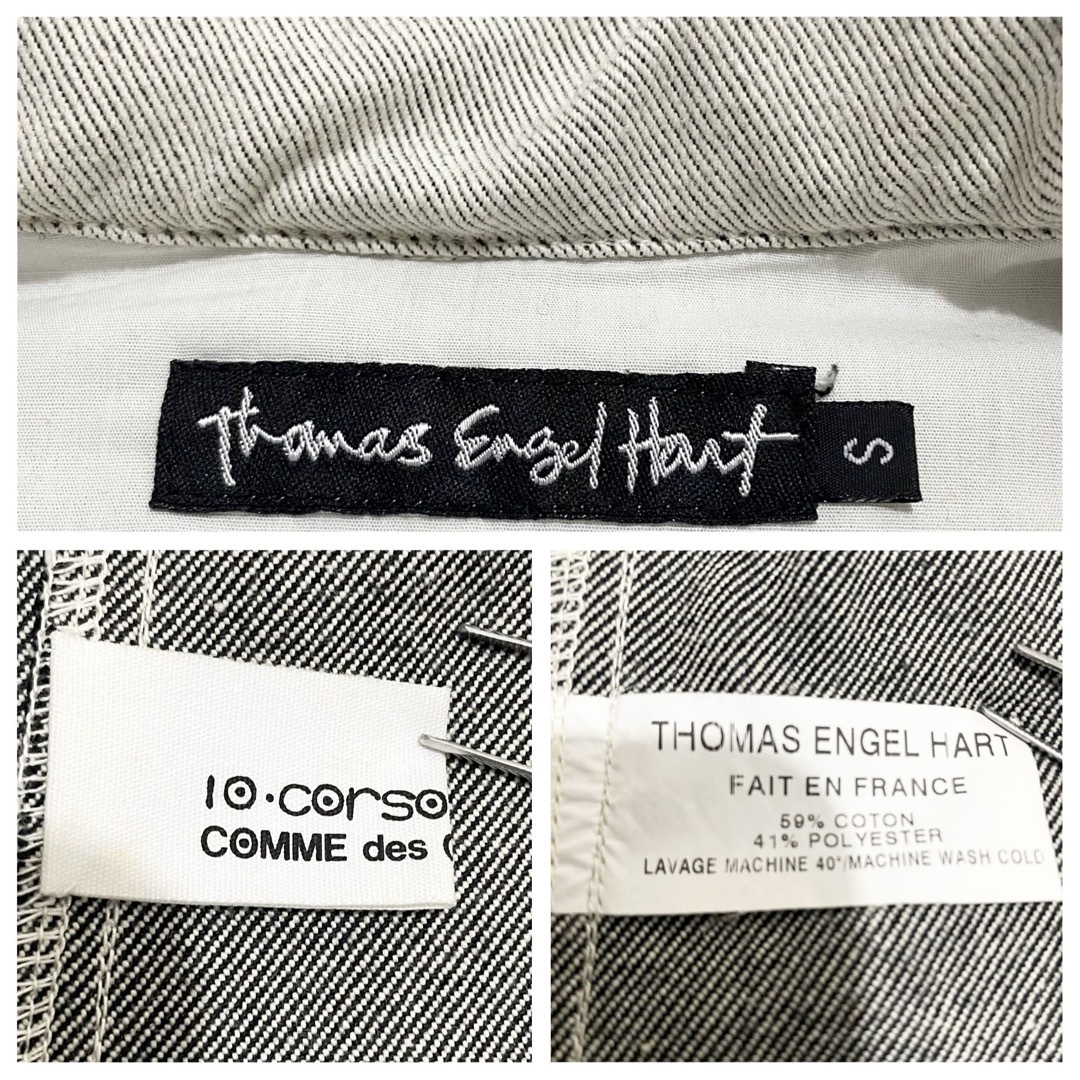 Thomas Engel Hart
S
10·corso
COMME des
THOMAS ENGEL HART
FAIT EN FRANCE
59% COTON
41% POLYESTER
LAVAGE MACHINE 40°/MACHINE WASH COLD